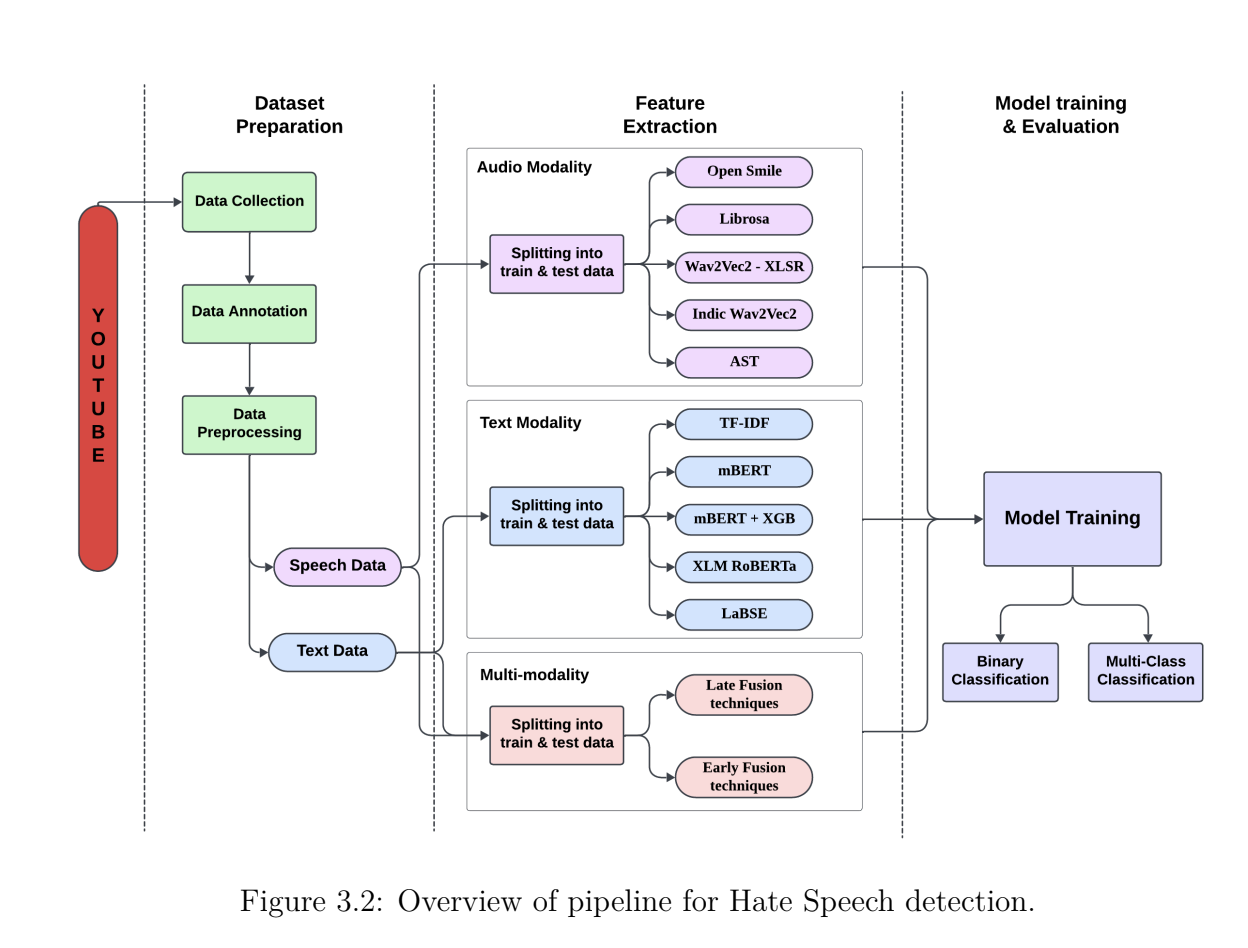 Dataset
Preparation
Feature
Extraction
Model training
& Evaluation
YOUTUBE
Data Collection
Data Annotation
Data
Preprocessing
Speech Data
Text Data
Audio Modality
Splitting into
train & test data
Open Smile
Librosa
Wav2Vec2 - XLSR
Indic Wav2Vec2
AST
Text Modality
Splitting into
train & test data
TF-IDF
mBERT
mBERT + XGB
XLM RoBERTa
LaBSE
Multi-modality
Splitting into
train & test data
Late Fusion
techniques
Early Fusion
techniques
Model Training
Binary
Classification
Multi-Class
Classification
Figure 3.2: Overview of pipeline for Hate Speech detection.